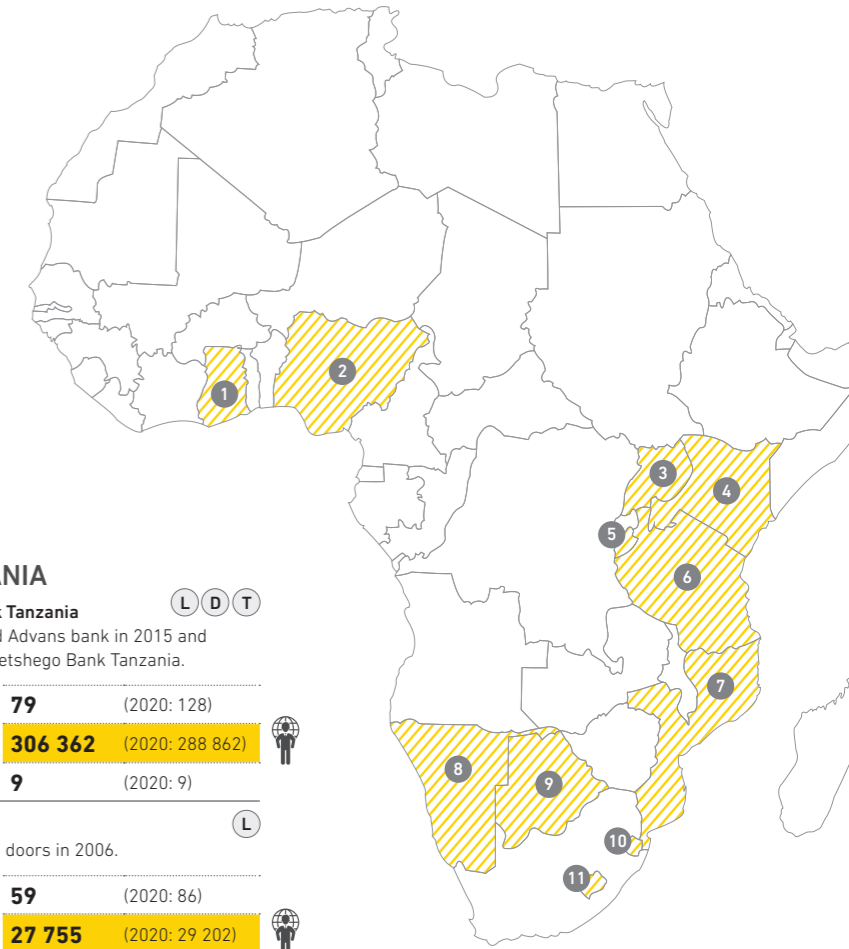 1
2
3
4
5
6
7
8
9
10
11
ANIA
Tanzania
L D T
Advans bank in 2015 and
etshego Bank Tanzania.
79 (2020: 128)
306 362 (2020: 288 862)
9 (2020: 9)
L
doors in 2006.
59 (2020: 86)
27 755 (2020: 29 202)